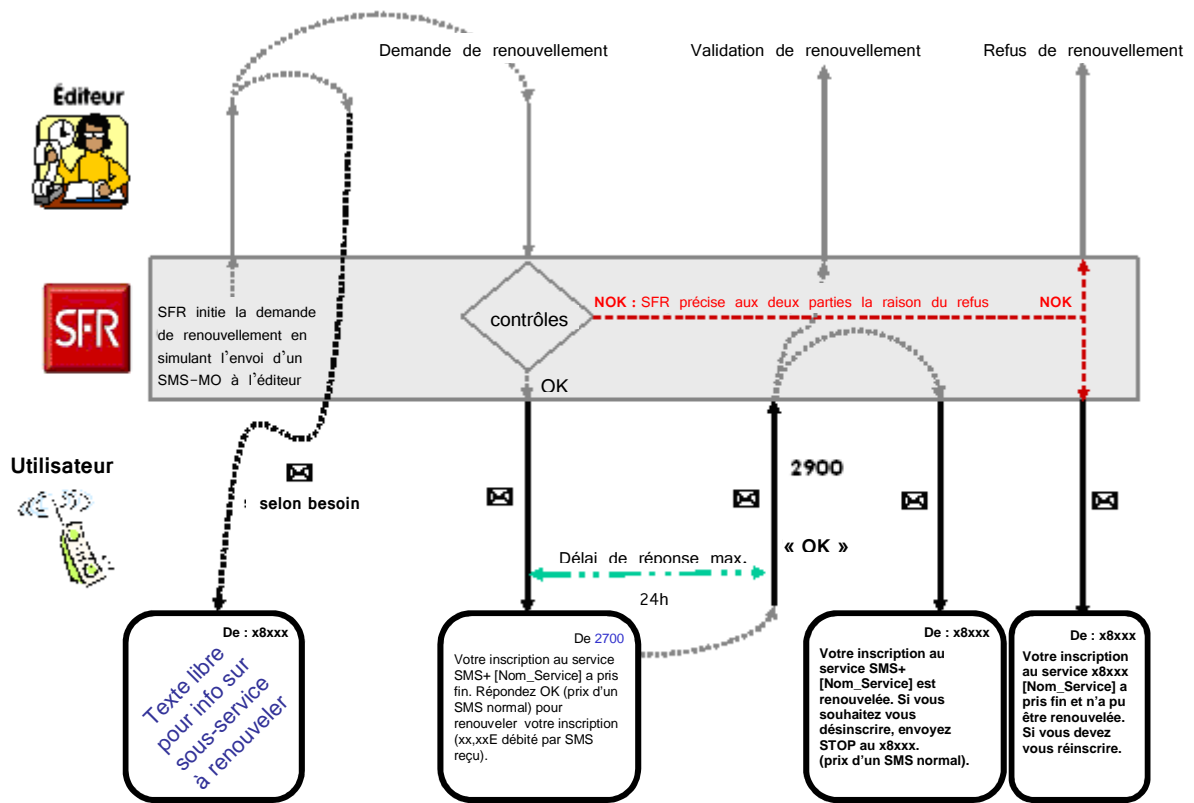 Demande de renouvellement
Validation de renouvellement
Refus de renouvellement
Éditeur
SFR
SFR initie la demande
de renouvellement en
simulant l'envoi d'un
SMS-MO à l'éditeur
contrôles
NOK : SFR précise aux deux parties la raison du refus
NOK
OK
Utilisateur
selon besoin
2900
« OK »
Délai de réponse max.
24h
De : x8xxx
Texte libre
pour info sur
sous-service
à renouveler
De 2700
Votre inscription au service
SMS+ [Nom_Service] a pris
fin. Répondez OK (prix d'un
SMS normal) pour
renouveler votre inscription
(xx,xxE débité par SMS
reçu).
De : x8xxx
Votre inscription au
service SMS+
[Nom_Service] est
renouvelée. Si vous
souhaitez vous
désinscrire, envoyez
STOP au x8xxx.
(prix d'un SMS normal).
De : x8xxx
Votre inscription
au service x8xxx
[Nom_Service] a
pris fin et n'a pu
être renouvelée.
Si vous devez
vous réinscrire.